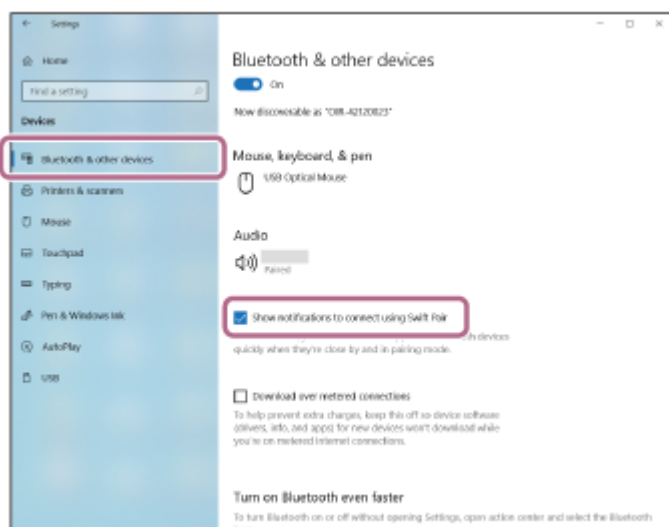 Settings
Home
Find a setting
Devices
Bluetooth & other devices
Printers & scanners
Mouse
Touchpad
Typing
Pen & Windows Ink
AutoPlay
USB
Bluetooth & other devices
On
Now discoverable as
Mouse, keyboard, & pen
USB Optical Mouse
Audio
Paired
Show notifications to connect using Swift Pair
devices
quickly when they're close by and in pairing mode.
Download over metered connections
To help prevent extra charges, keep this off so device software
(drivers, info, and apps) for new devices won't download while
you're on metered Internet connections.
Turn on Bluetooth even faster
To turn Bluetooth on or off without opening Settings, open action center and select the Bluetooth